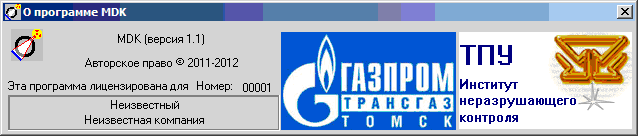 О программе MDK
MDK (версия 1.1)
Авторское право © 2011-2012
Эта программа лицензирована для Номер: 00001
Неизвестный
Неизвестная компания
ГАЗПРОМ
ТРАНСГАЗ
ТОМСК
ТПУ
Институт
неразрушающего
контроля